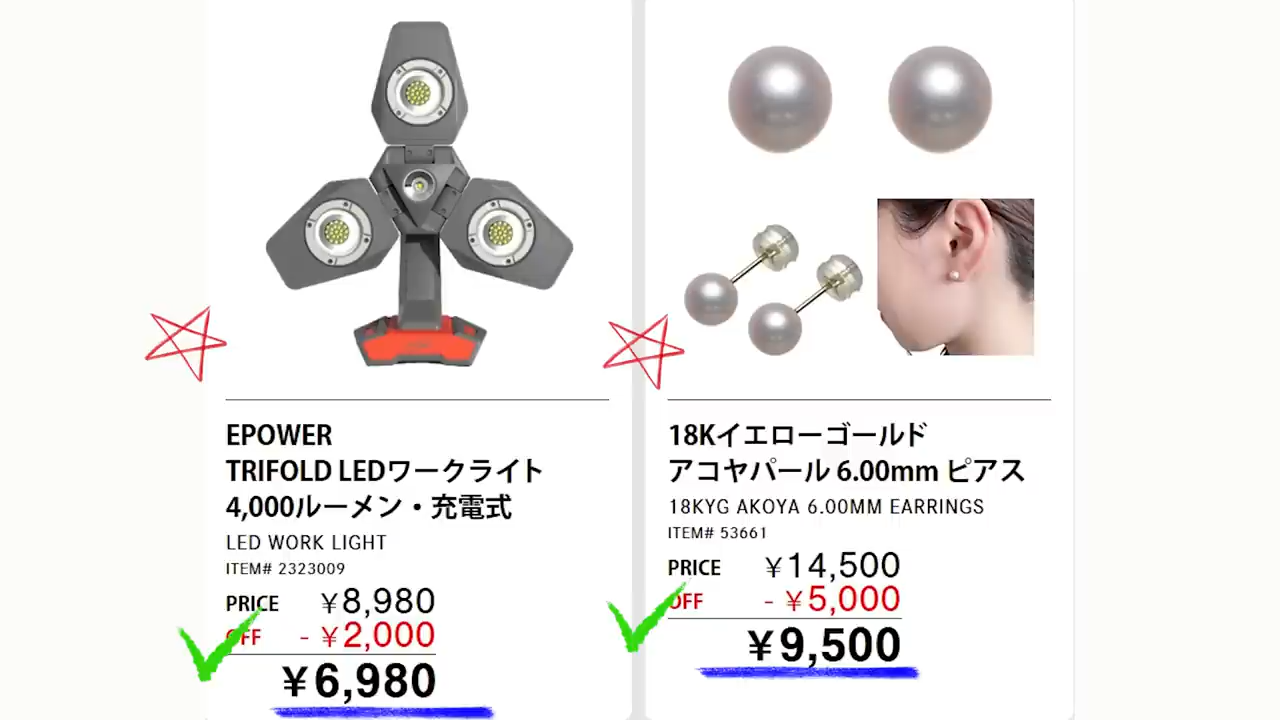 EPOWER
TRIFOLD LEDワークライト
4,000ルーメン・充電式
LED WORK LIGHT
ITEM# 2323009
PRICE ¥8,980
OFF - ¥2,000
¥6,980
18Kイエローゴールド
アコヤパール 6.00mm ピアス
18KYG AKOYA 6.00MM EARRINGS
ITEM# 53661
PRICE ¥14,500
OFF - ¥5,000
¥9,500